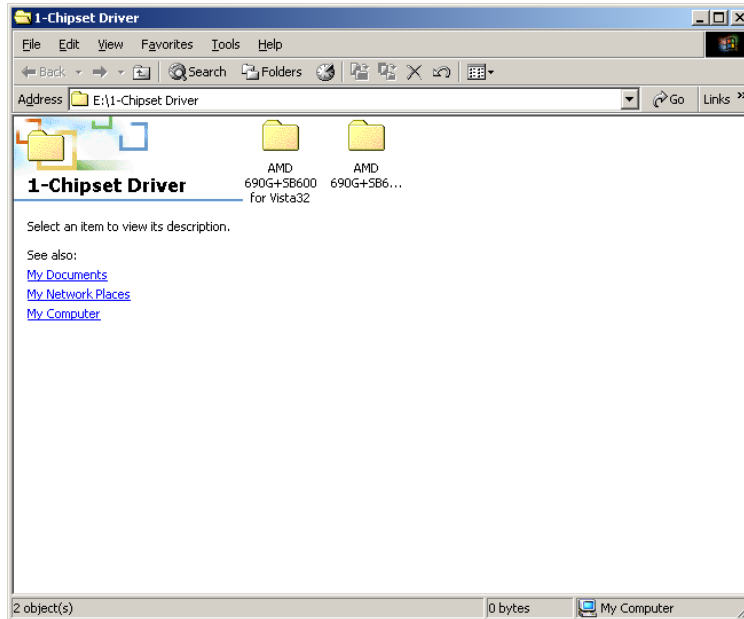 1-Chipset Driver
File Edit View Favorites Tools Help
Back Search Folders
Address E:\1-Chipset Driver Go Links »
AMD 690G+SB600 for Vista32
AMD 690G+SB6...
1-Chipset Driver
Select an item to view its description.
See also:
My Documents
My Network Places
My Computer
2 object(s) 0 bytes My Computer